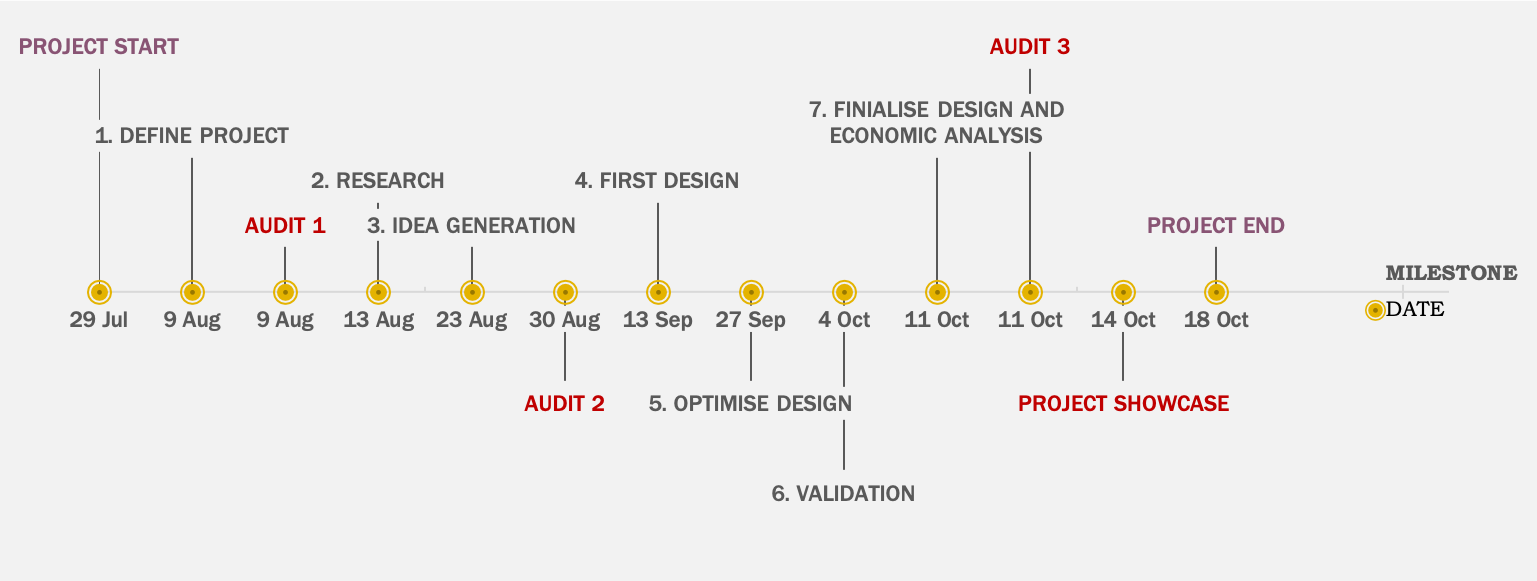 PROJECT START
AUDIT 3
7. FINIALISE DESIGN AND
ECONOMIC ANALYSIS
1. DEFINE PROJECT
2. RESEARCH
4. FIRST DESIGN
AUDIT 1
3. IDEA GENERATION
PROJECT END
MILESTONE
DATE
29 Jul
9 Aug
9 Aug
13 Aug
23 Aug
30 Aug
13 Sep
27 Sep
4 Oct
11 Oct
11 Oct
14 Oct
18 Oct
AUDIT 2
5. OPTIMISE DESIGN
PROJECT SHOWCASE
6. VALIDATION